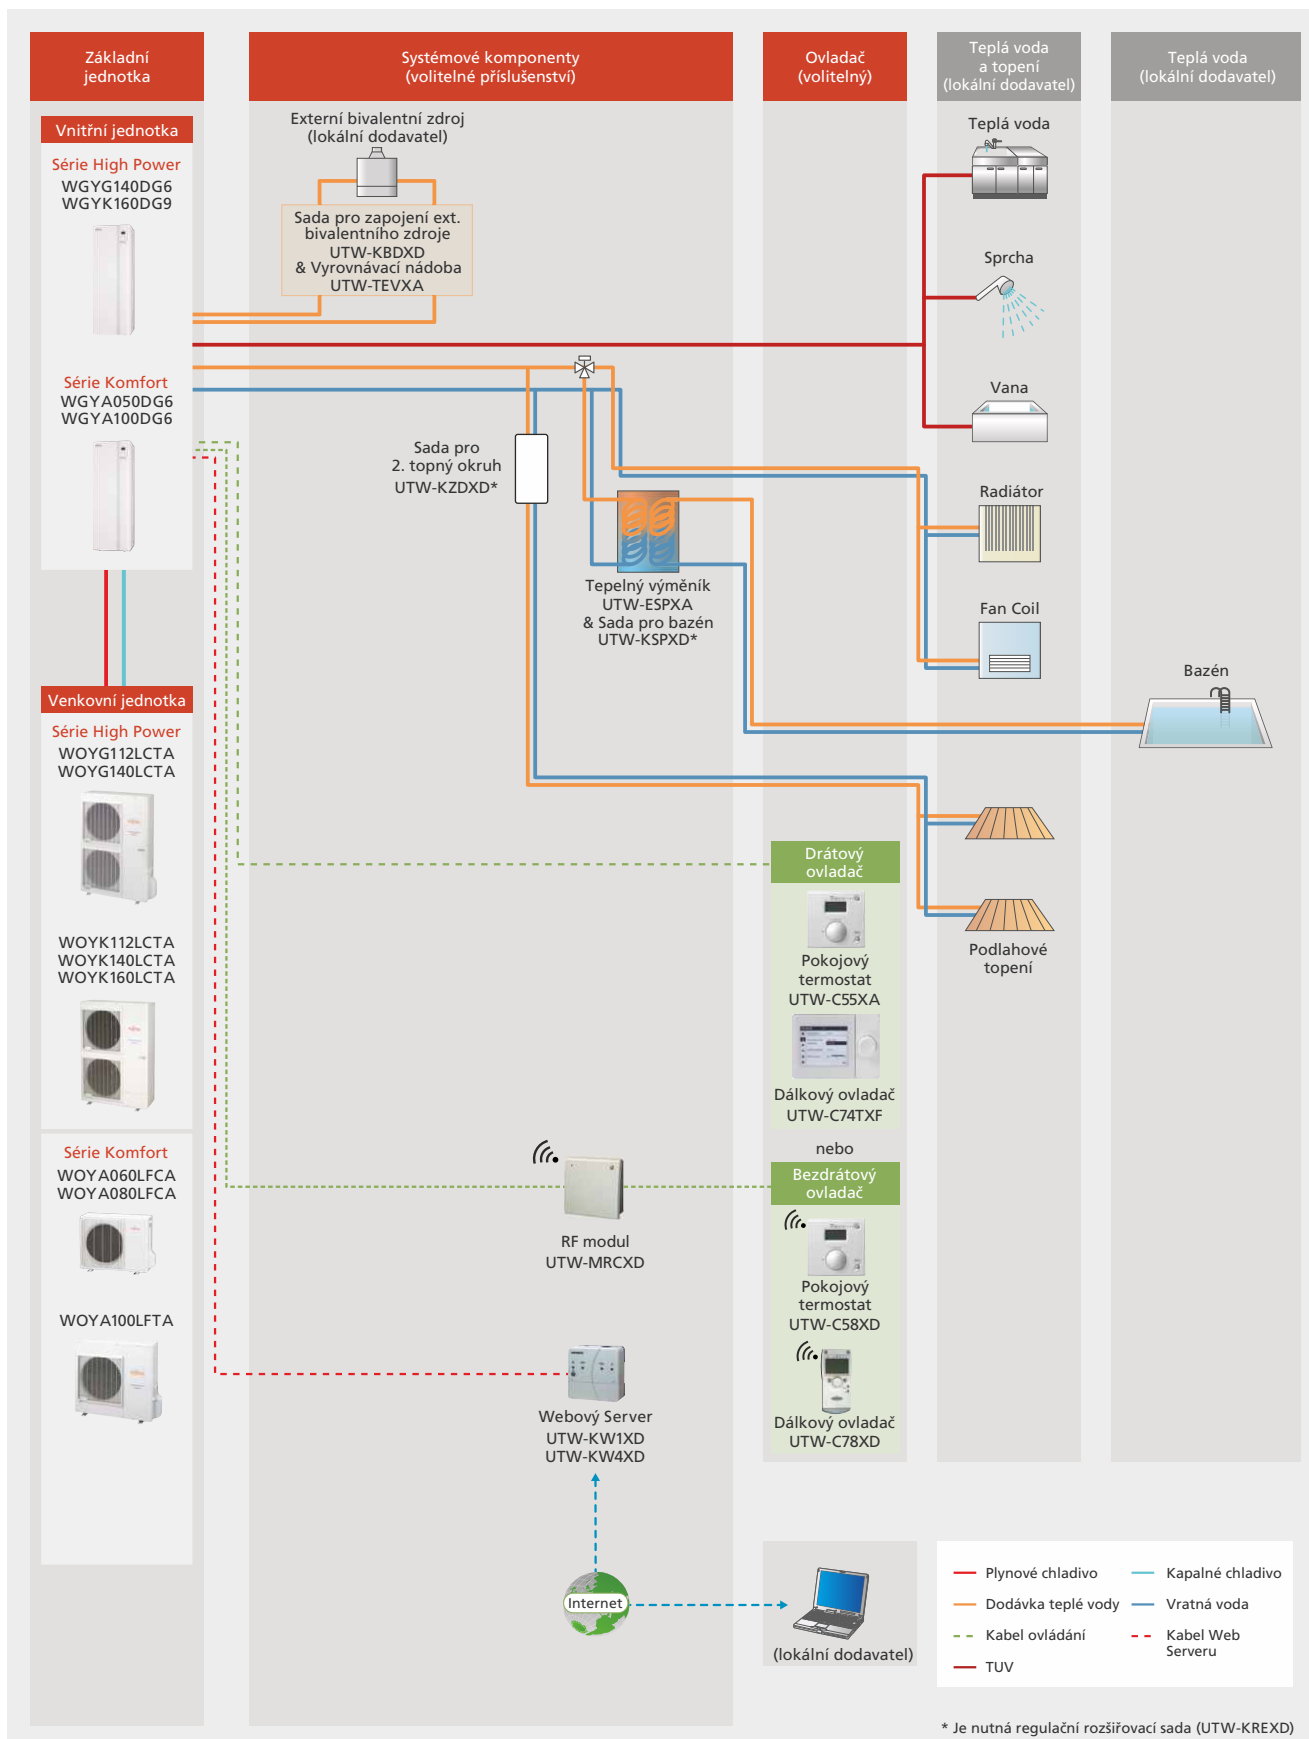 Základní
jednotka
Systémové komponenty
(volitelné příslušenství)
Ovladač
(volitelný)
Teplá voda
a topení
(lokální dodavatel)
Teplá voda
(lokální dodavatel)
Vnitřní jednotka
Série High Power
WGYG140DG6
WGYK160DG9
Série Komfort
WGYA050DG6
WGYA100DG6
Venkovní jednotka
Série High Power
WOYG112LCTA
WOYG140LCTA
WOYK112LCTA
WOYK140LCTA
WOYK160LCTA
Série Komfort
WOYA060LFCA
WOYA080LFCA
WOYA100LFTA
Externí bivalentní zdroj
(lokální dodavatel)
Sada pro zapojení ext.
bivalentního zdroje
UTW-KBDXD
& Vyrovnávací nádoba
UTW-TEVXA
Sada pro
2. topný okruh
UTW-KZDXD*
Tepelný výměník
UTW-ESPXA
& Sada pro bazén
UTW-KSPXD*
RF modul
UTW-MRCXD
Webový Server
UTW-KW1XD
UTW-KW4XD
Internet
Drátový
ovladač
Pokojový
termostat
UTW-C55XA
Dálkový ovladač
UTW-C74TXF
nebo
Bezdrátový
ovladač
Pokojový
termostat
UTW-C58XD
Dálkový ovladač
UTW-C78XD
(lokální dodavatel)
Teplá voda
Sprcha
Vana
Radiátor
Fan Coil
Podlahové
topení
Bazén
Plynové chladivo
Kapalné chladivo
Dodávka teplé vody
Vratná voda
Kabel ovládání
Kabel Web
Serveru
TUV
* Je nutná regulační rozšiřovací sada (UTW-KREXD)